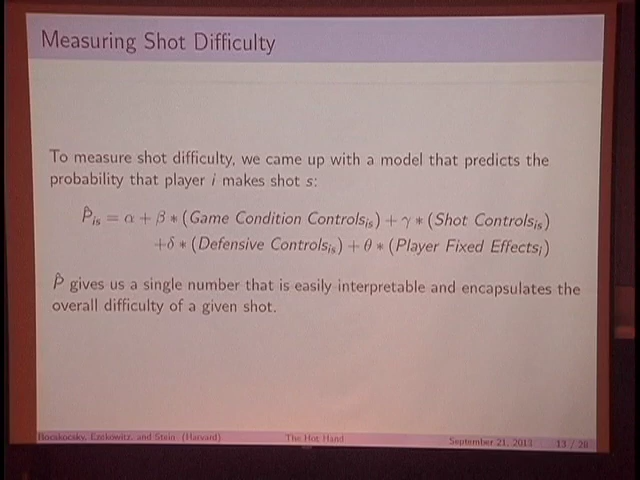 Measuring Shot Difficulty
To measure shot difficulty, we came up with a model that predicts the
probability that player i makes shot s:
P̂is = α + β ∗ (Game Condition Controlsis) + γ ∗ (Shot Controlsis)
+δ ∗ (Defensive Controlsis) + θ ∗ (Player Fixed Effectsi)
P̂ gives us a single number that is easily interpretable and encapsulates the
overall difficulty of a given shot.
Bocskocsky, Ezekowitz, and Stein (Harvard) The Hot Hand September 21, 2013 13 / 20